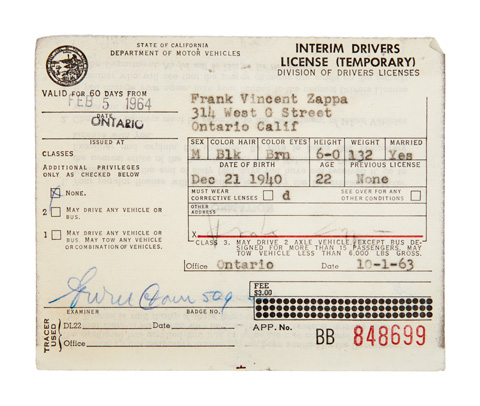 STATE OF CALIFORNIA
DEPARTMENT OF MOTOR VEHICLES
INTERIM DRIVERS
LICENSE (TEMPORARY)
DIVISION OF DRIVERS LICENSES
VALID FOR 60 DAYS FROM
FEB 5 1964
DATE
ONTARIO
ISSUED AT
Frank Vincent Zappa
314 West G Street
Ontario Calif
CLASSES
ADDITIONAL PRIVILEGES
ONLY AS CHECKED BELOW
NONE.
2 MAY DRIVE ANY VEHICLE OR
BUS.
1 MAY DRIVE ANY VEHICLE OR
BUS. MAY TOW ANY VEHICLE
OR COMBINATION OF VEHICLES.
SEX COLOR HAIR COLOR EYES HEIGHT WEIGHT MARRIED
M Blk Brn 6-0 132 Yes
DATE OF BIRTH AGE PREVIOUS LICENSE
Dec 21 1940 22 None
MUST WEAR
CORRECTIVE LENSES d
SEE OVER FOR ANY
OTHER CONDITIONS
OTHER
ADDRESS
X
CLASS 3. MAY DRIVE 2 AXLE VEHICLE, EXCEPT BUS DE-
SIGNED FOR MORE THAN 15 PASSENGERS. MAY
TOW VEHICLE LESS THAN 6,000 LBS GROSS.
Office Ontario Date 10-1-63
EXAMINER BADGE NO.
FEE
$3.00
TRACER
USED
DL22 Date
Office
APP. No. BB 848699